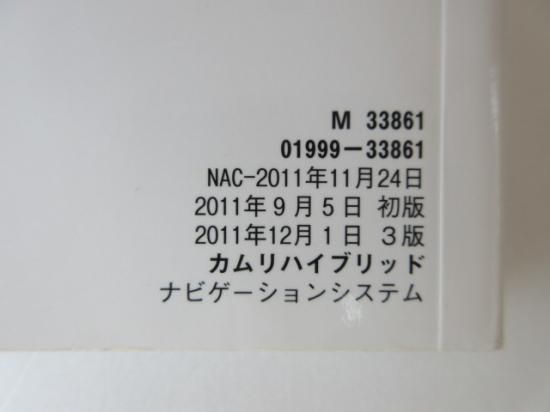 M 33861
01999-33861
NAC-2011年11月24日
2011年9月5日 初版
2011年12月1日 3版
カムリハイブリッド
ナビゲーションシステム